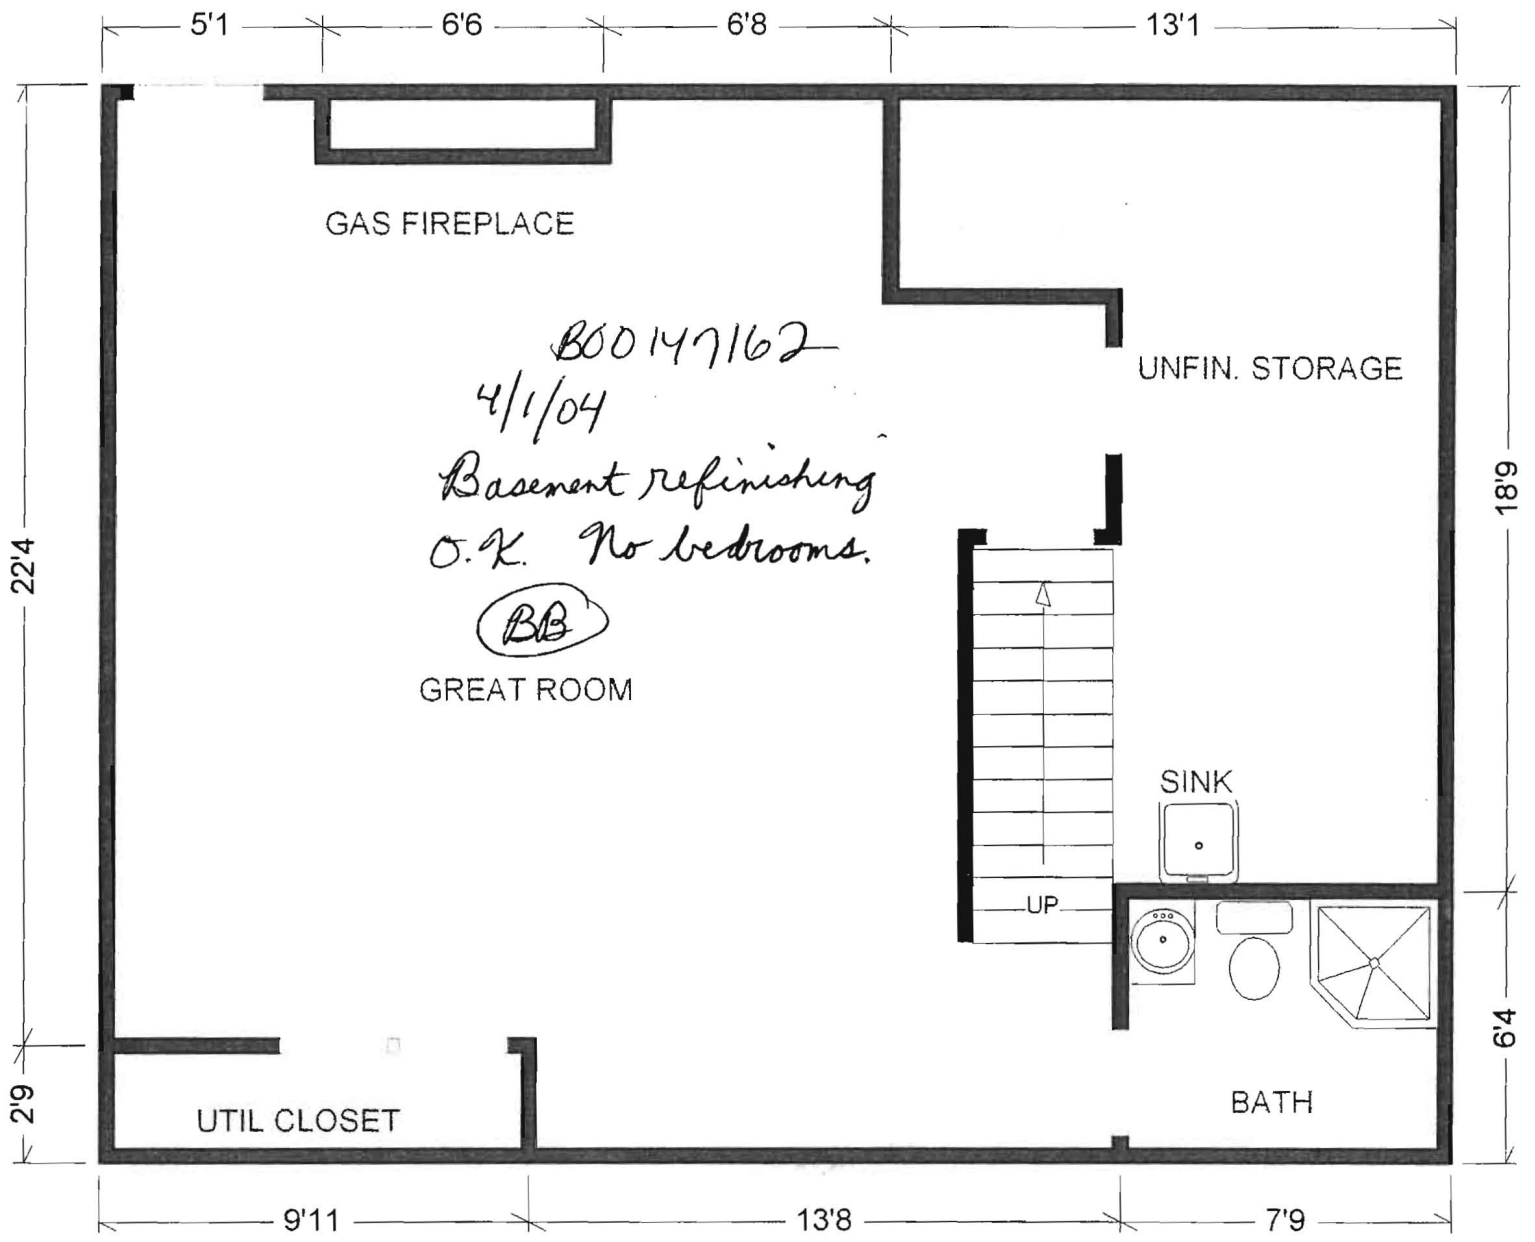 5'1 6'6 6'8 13'1
GAS FIREPLACE
B00147162
4/1/04
UNFIN. STORAGE
Basement refinishing
O.K. No bedrooms.
18'9
22'4
BB
GREAT ROOM
SINK
UP
6'4
2'9
UTIL CLOSET
BATH
9'11 13'8 7'9